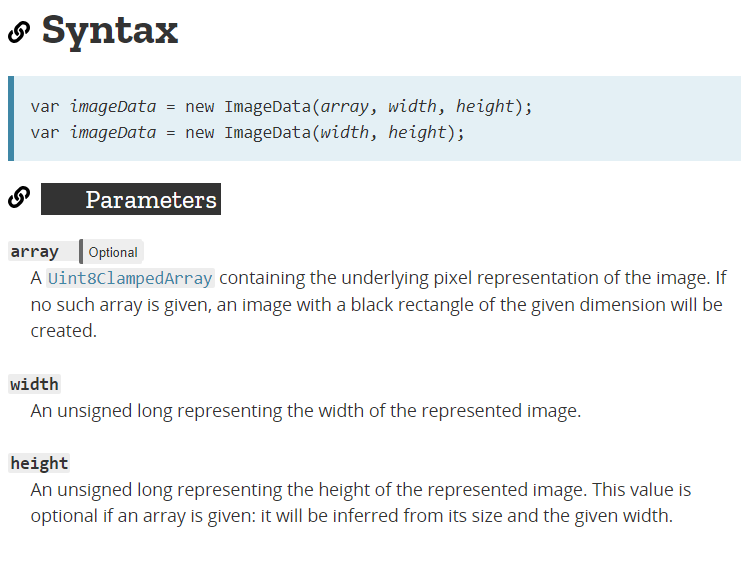 Syntax
var imageData = new ImageData(array, width, height);
var imageData = new ImageData(width, height);
Parameters
array Optional
A Uint8ClampedArray containing the underlying pixel representation of the image. If
no such array is given, an image with a black rectangle of the given dimension will be
created.
width
An unsigned long representing the width of the represented image.
height
An unsigned long representing the height of the represented image. This value is
optional if an array is given: it will be inferred from its size and the given width.